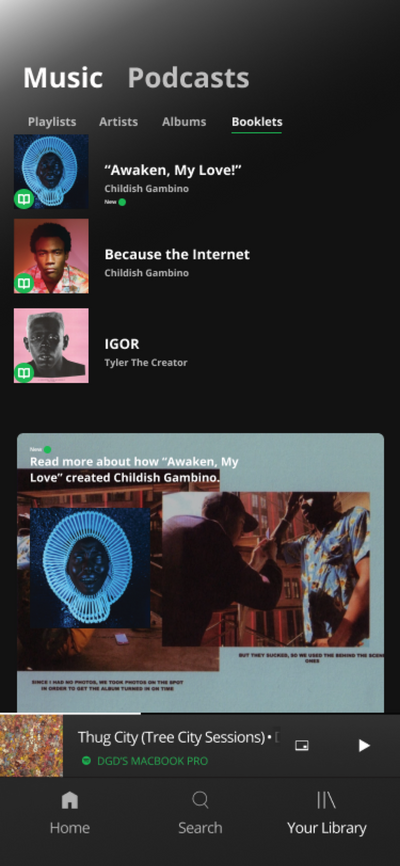 Music Podcasts
Playlists Artists Albums Booklets
“Awaken, My Love!”
Childish Gambino
New
Because the Internet
Childish Gambino
IGOR
Tyler The Creator
New
Read more about how “Awaken, My
Love” created Childish Gambino.
BUT THEY SUCKED, SO WE USED THE BEHIND THE SCEN
ONES
SINCE I HAD NO PHOTOS, WE TOOK PHOTOS ON THE SPOT
IN ORDER TO GET THE ALBUM TURNED IN ON TIME
Thug City (Tree City Sessions) •
DGD'S MACBOOK PRO
Home Search Your Library